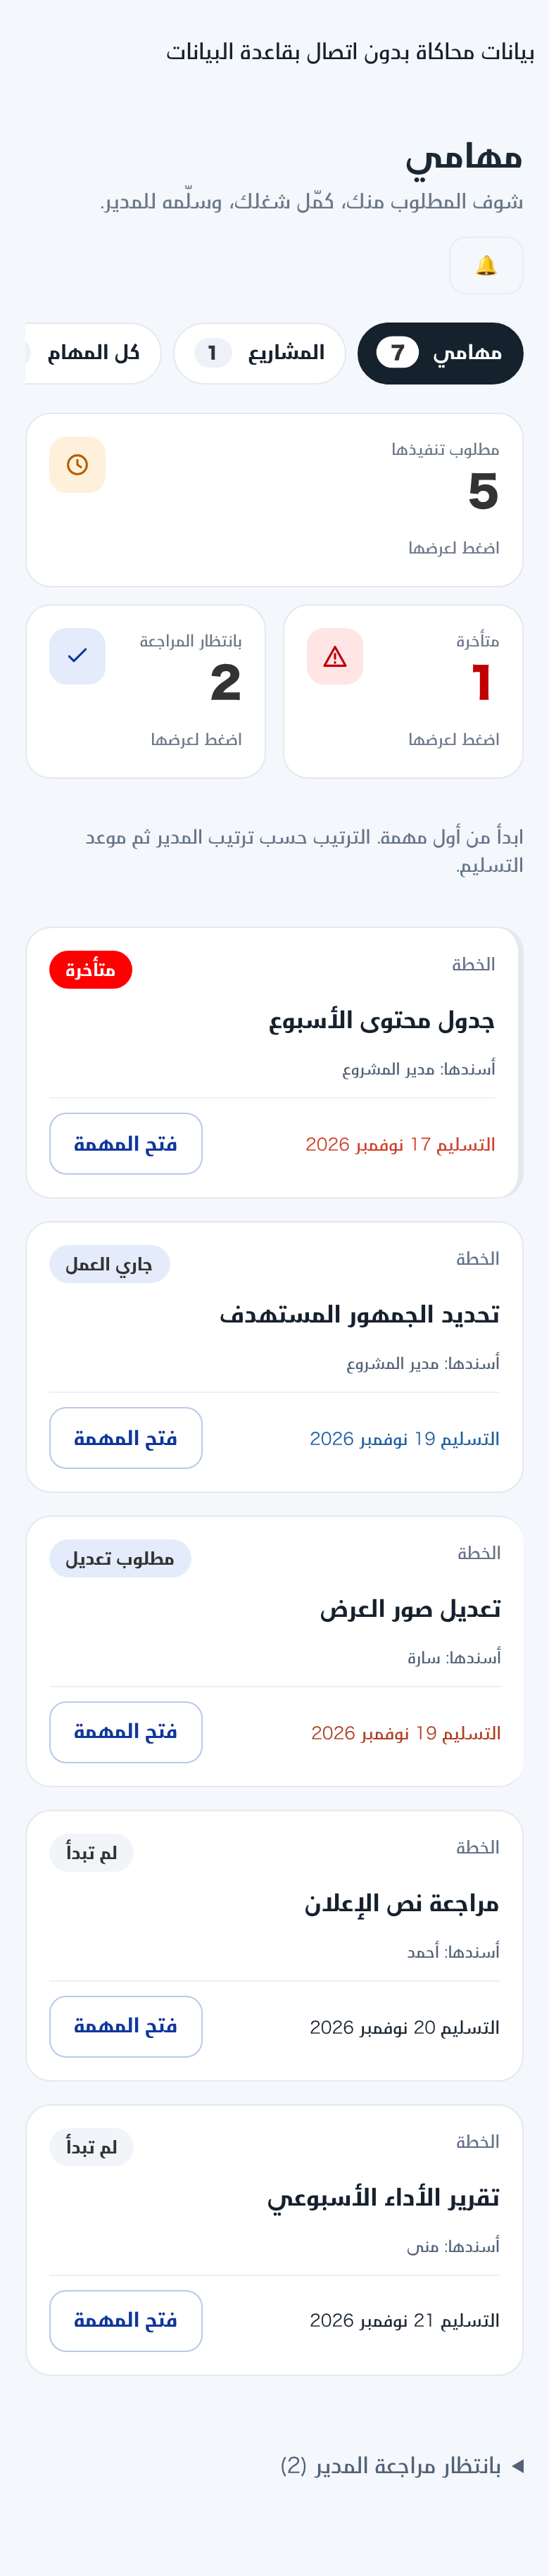 بيانات محاكاة بدون اتصال بقاعدة البيانات
مهامي
شوف المطلوب منك، كمّل شغلك، وسلّمه للمدير.
مهامي 7
المشاريع 1
كل المهام
مطلوب تنفيذها
5
اضغط لعرضها
متأخرة
1
اضغط لعرضها
بانتظار المراجعة
2
اضغط لعرضها
ابدأ من أول مهمة. الترتيب حسب ترتيب المدير ثم موعد
التسليم.
الخطة
متأخرة
جدول محتوى الأسبوع
أسندها: مدير المشروع
التسليم 17 نوفمبر 2026
فتح المهمة
الخطة
جاري العمل
تحديد الجمهور المستهدف
أسندها: مدير المشروع
التسليم 19 نوفمبر 2026
فتح المهمة
الخطة
مطلوب تعديل
تعديل صور العرض
أسندها: سارة
التسليم 19 نوفمبر 2026
فتح المهمة
الخطة
لم تبدأ
مراجعة نص الإعلان
أسندها: أحمد
التسليم 20 نوفمبر 2026
فتح المهمة
الخطة
لم تبدأ
تقرير الأداء الأسبوعي
أسندها: منى
التسليم 21 نوفمبر 2026
فتح المهمة
بانتظار مراجعة المدير (2)